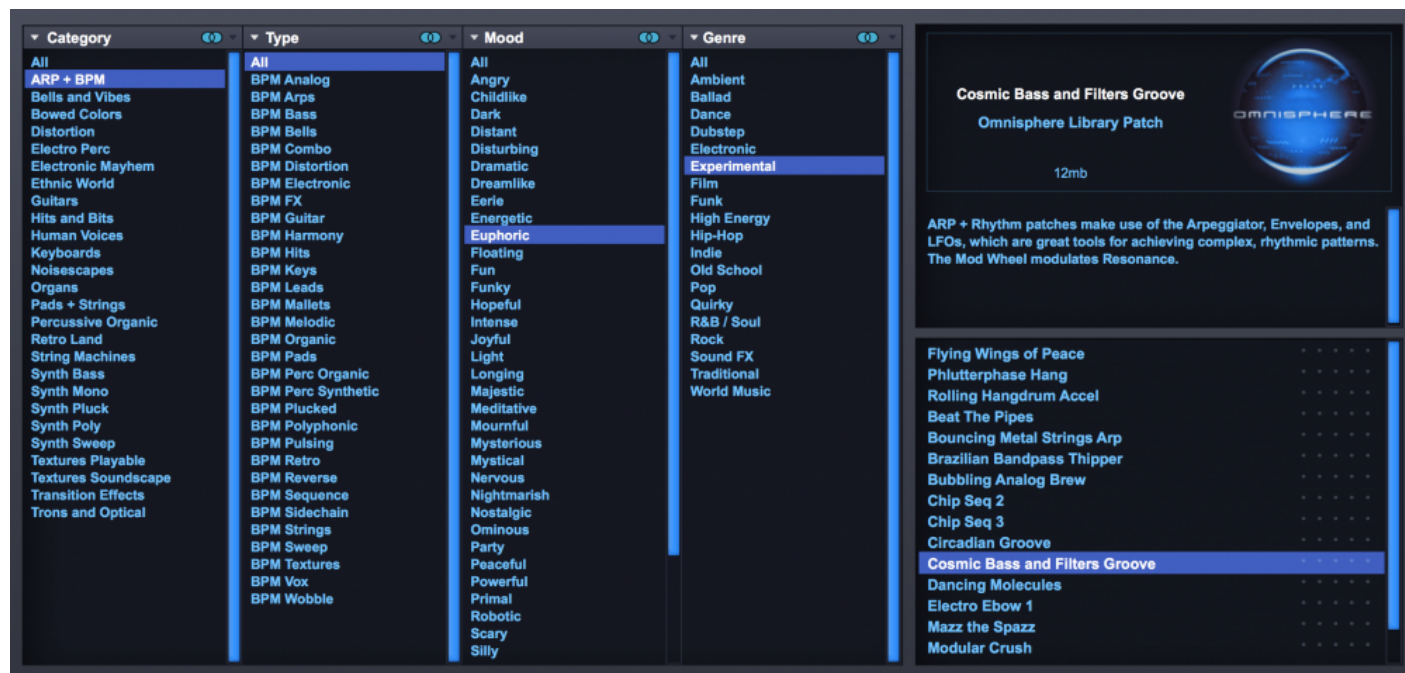 Category
All
ARP + BPM
Bells and Vibes
Bowed Colors
Distortion
Electro Perc
Electronic Mayhem
Ethnic World
Guitars
Hits and Bits
Human Voices
Keyboards
Noisescapes
Organs
Pads + Strings
Percussive Organic
Retro Land
String Machines
Synth Bass
Synth Mono
Synth Pluck
Synth Poly
Synth Sweep
Textures Playable
Textures Soundscape
Transition Effects
Trons and Optical
Type
All
BPM Analog
BPM Arps
BPM Bass
BPM Bells
BPM Combo
BPM Distortion
BPM Electronic
BPM FX
BPM Guitar
BPM Harmony
BPM Hits
BPM Keys
BPM Leads
BPM Mallets
BPM Melodic
BPM Organic
BPM Pads
BPM Perc Organic
BPM Perc Synthetic
BPM Plucked
BPM Polyphonic
BPM Pulsing
BPM Retro
BPM Reverse
BPM Sequence
BPM Sidechain
BPM Strings
BPM Sweep
BPM Textures
BPM Vox
BPM Wobble
Mood
All
Angry
Childlike
Dark
Distant
Disturbing
Dramatic
Dreamlike
Eerie
Energetic
Euphoric
Floating
Fun
Funky
Hopeful
Intense
Joyful
Light
Longing
Majestic
Meditative
Mournful
Mysterious
Mystical
Nervous
Nightmarish
Nostalgic
Ominous
Party
Peaceful
Powerful
Primal
Robotic
Scary
Silly
Genre
All
Ambient
Ballad
Dance
Dubstep
Electronic
Experimental
Film
Funk
High Energy
Hip-Hop
Indie
Old School
Pop
Quirky
R&B / Soul
Rock
Sound FX
Traditional
World Music
Cosmic Bass and Filters Groove
Omnisphere Library Patch
12mb
OMNISPHERE
ARP + Rhythm patches make use of the Arpeggiator, Envelopes, and
LFOs, which are great tools for achieving complex, rhythmic patterns.
The Mod Wheel modulates Resonance.
Flying Wings of Peace
Phlutterphase Hang
Rolling Hangdrum Accel
Beat The Pipes
Bouncing Metal Strings Arp
Brazilian Bandpass Thipper
Bubbling Analog Brew
Chip Seq 2
Chip Seq 3
Circadian Groove
Cosmic Bass and Filters Groove
Dancing Molecules
Electro Ebow 1
Mazz the Spazz
Modular Crush